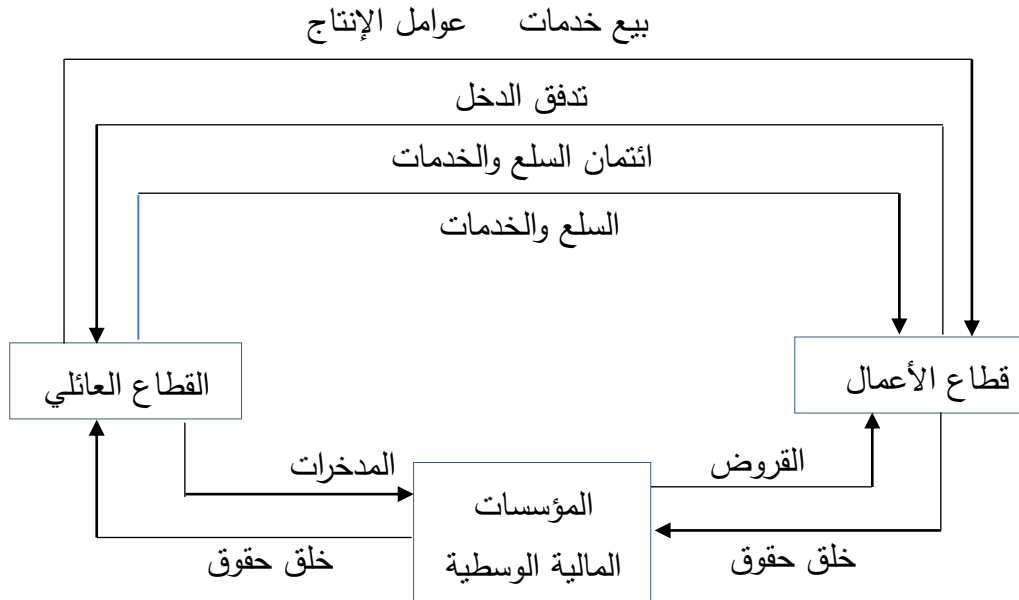 بيع خدمات عوامل الإنتاج
تدفق الدخل
ائتمان السلع والخدمات
السلع والخدمات
قطاع الأعمال
القطاع العائلي
القروض
المدخرات
المؤسسات
المالية الوسطية
خلق حقوق
خلق حقوق